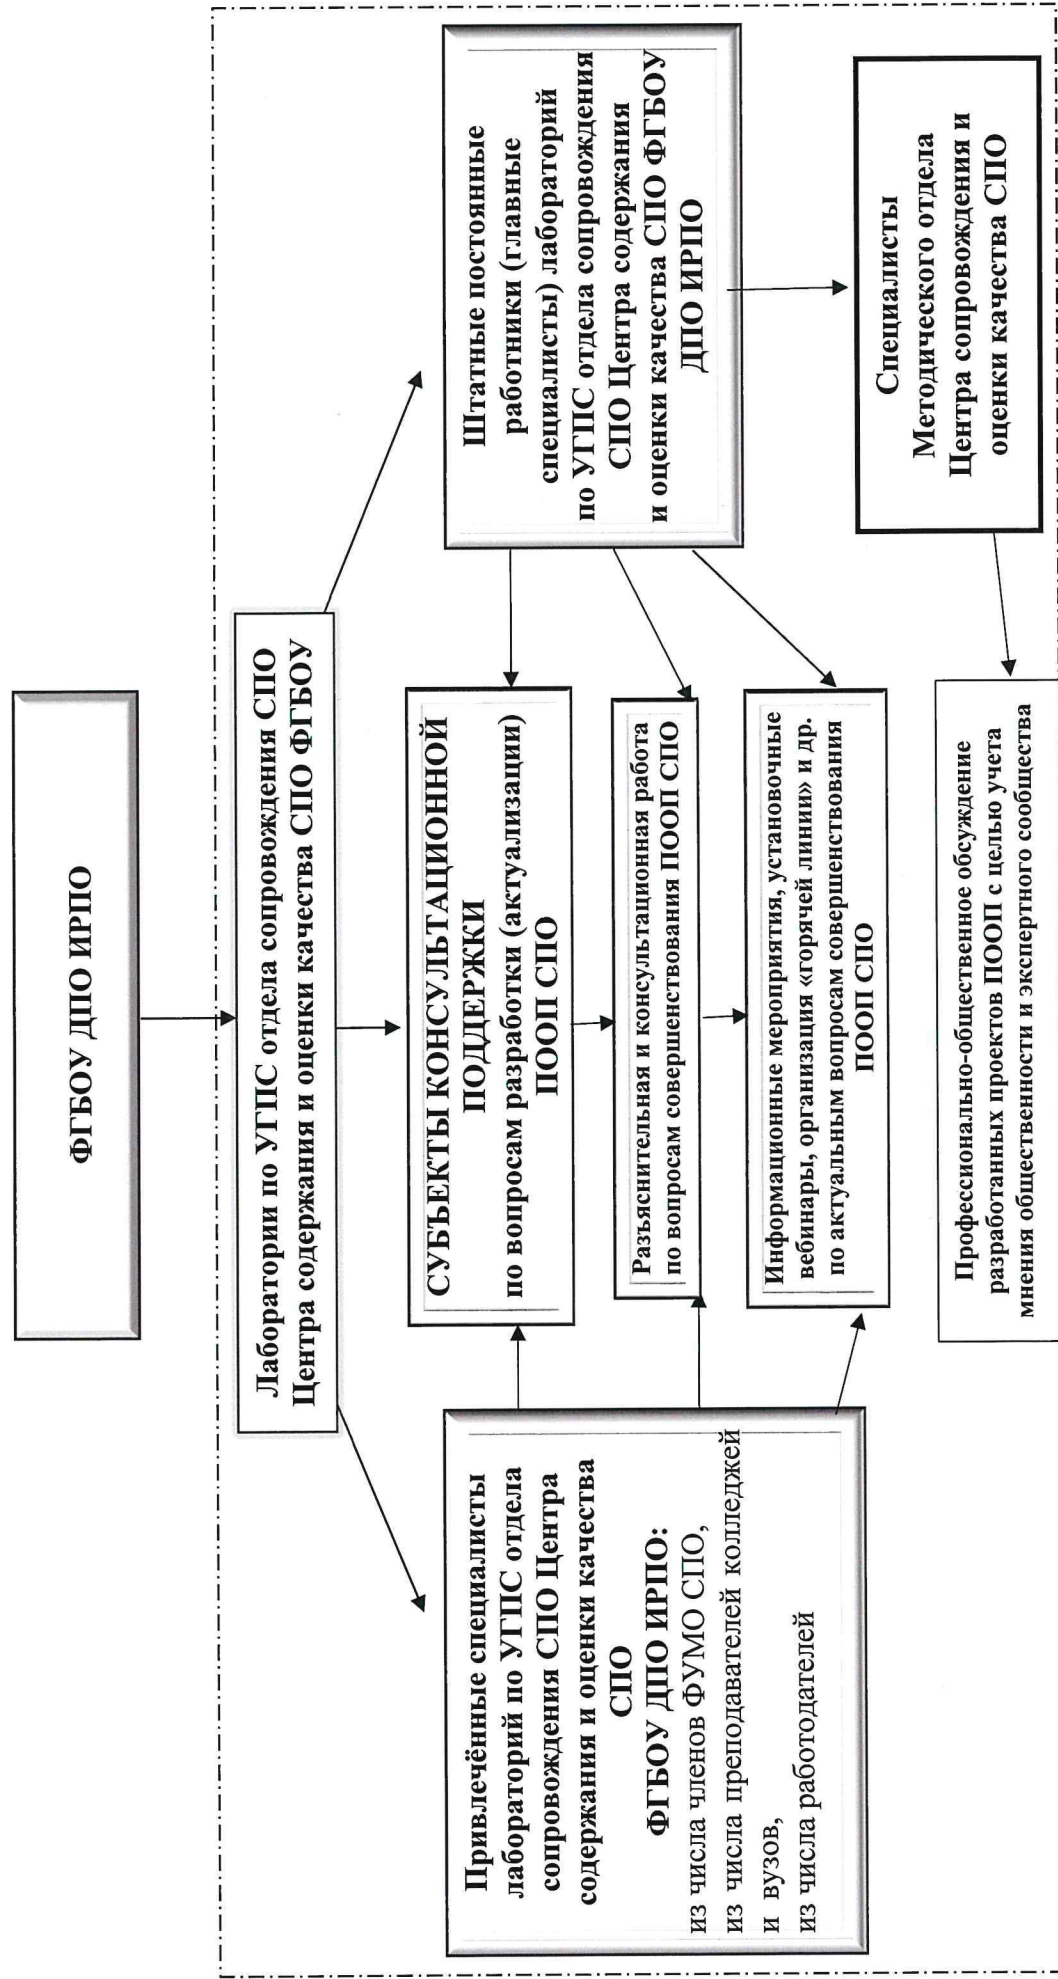 ФГБОУ ДПО ИРПО
Лаборатории по УГПС отдела сопровождения СПО
Центра содержания и оценки качества СПО ФГБОУ
Привлечённые специалисты
лабораторий по УГПС отдела
сопровождения СПО Центра
содержания и оценки качества
СПО
ФГБОУ ДПО ИРПО:
из числа членов ФУМО СПО,
из числа преподавателей колледжей
и вузов,
из числа работодателей
СУБЪЕКТЫ КОНСУЛЬТАЦИОННОЙ
ПОДДЕРЖКИ
по вопросам разработки (актуализации)
ПООП СПО
Разъяснительная и консультационная работа
по вопросам совершенствования ПООП СПО
Информационные мероприятия, установочные
вебинары, организация «горячей линии» и др.
по актуальным вопросам совершенствования
ПООП СПО
Профессионально-общественное обсуждение
разработанных проектов ПООП с целью учета
мнения общественности и экспертного сообщества
Штатные постоянные
работники (главные
специалисты) лабораторий
по УГПС отдела сопровождения
СПО Центра содержания
и оценки качества СПО ФГБОУ
ДПО ИРПО
Специалисты
Методического отдела
Центра сопровождения и
оценки качества СПО